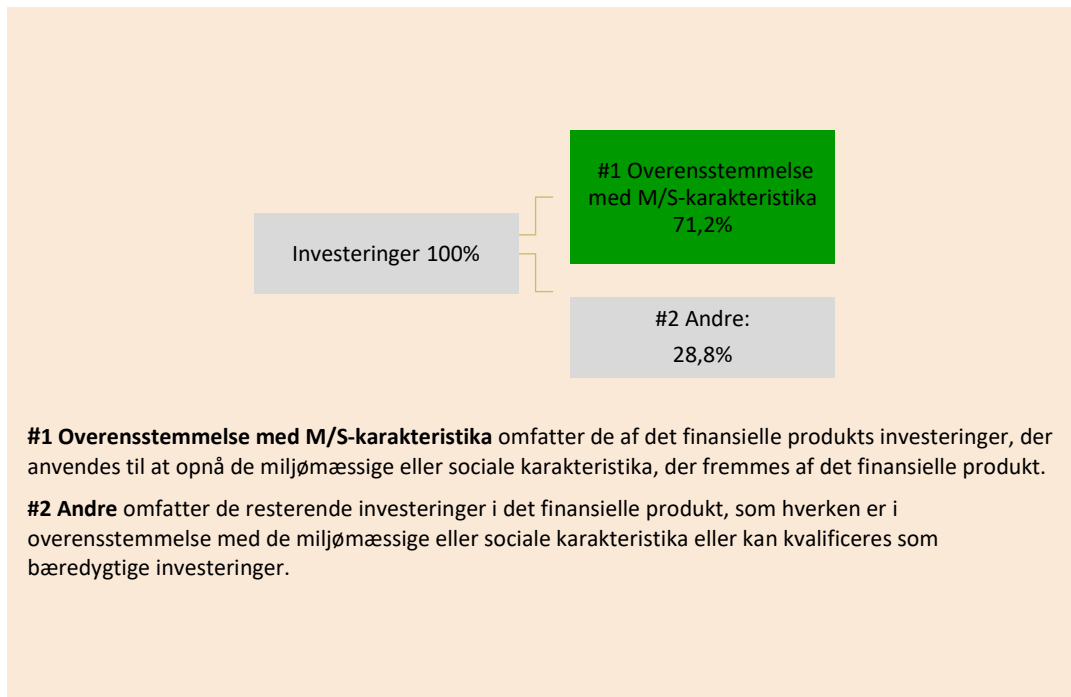 #1 Overensstemmelse
med M/S-karakteristika
71,2%
Investeringer 100%
#2 Andre:
28,8%
#1 Overensstemmelse med M/S-karakteristika omfatter de af det finansielle produkts investeringer, der
anvendes til at opnå de miljømæssige eller sociale karakteristika, der fremmes af det finansielle produkt.
#2 Andre omfatter de resterende investeringer i det finansielle produkt, som hverken er i
overensstemmelse med de miljømæssige eller sociale karakteristika eller kan kvalificeres som
bæredygtige investeringer.